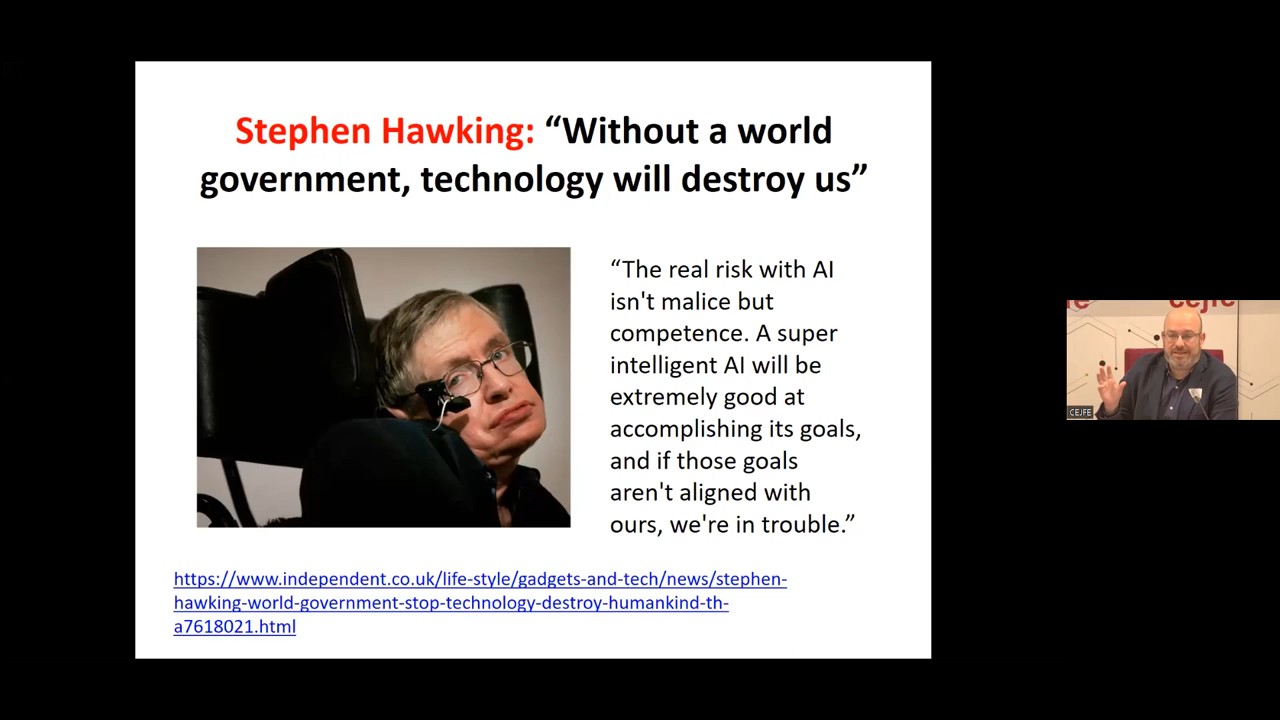 Stephen Hawking: “Without a world
government, technology will destroy us”
“The real risk with AI
isn't malice but
competence. A super
intelligent AI will be
extremely good at
accomplishing its goals,
and if those goals
aren't aligned with
ours, we're in trouble.”
https://www.independent.co.uk/life-style/gadgets-and-tech/news/stephen-
hawking-world-government-stop-technology-destroy-humankind-th-
a7618021.html
cejfe
CEJFE